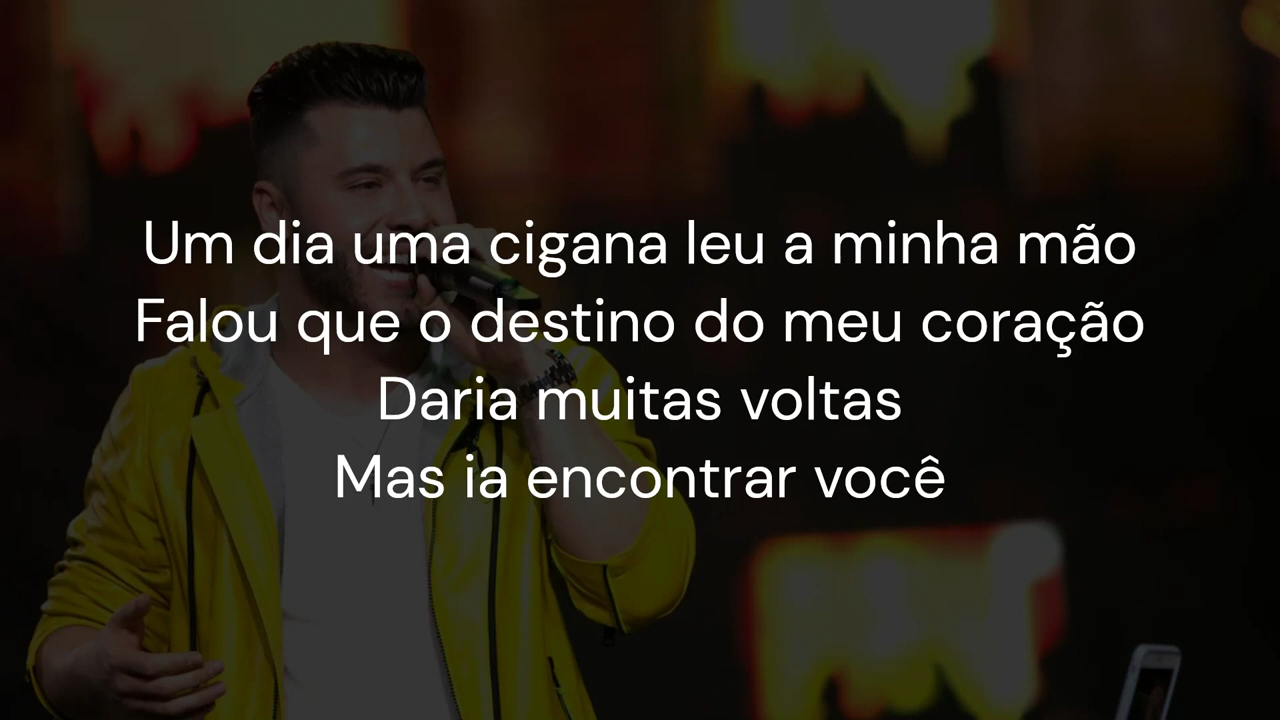 Um dia uma cigana leu a minha mão
Falou que o destino do meu coração
Daria muitas voltas
Mas ia encontrar você